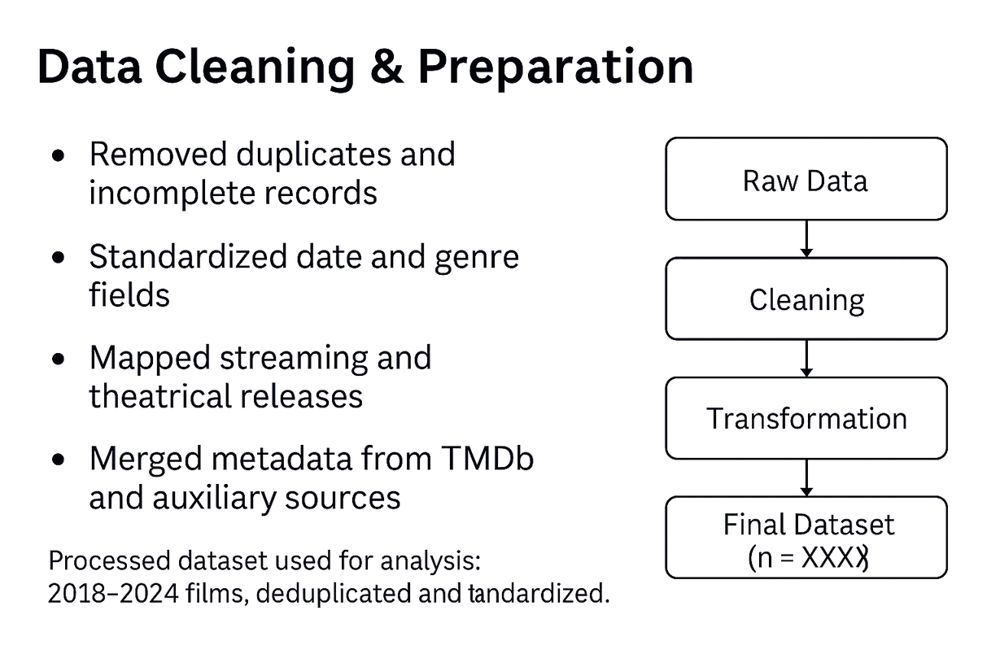 Data Cleaning & Preparation
• Removed duplicates and
incomplete records
• Standardized date and genre
fields
• Mapped streaming and
theatrical releases
• Merged metadata from TMDb
and auxiliary sources
Processed dataset used for analysis:
2018–2024 films, deduplicated and tandardized.
Raw Data
Cleaning
Transformation
Final Dataset
(n = XXXX)